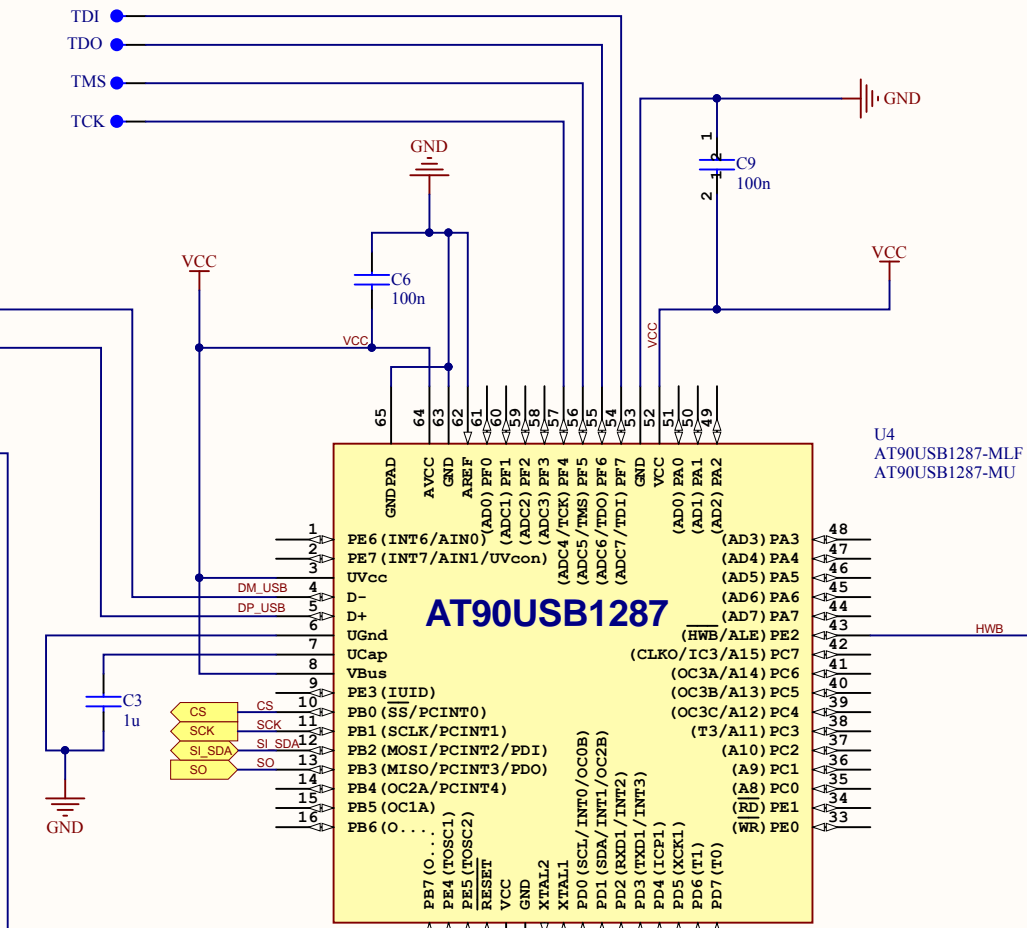 TDI
TDO
TMS
TCK
GND
GND
1
2
1
2
C9
100n
VCC
C6
100n
VCC
VCC
VCC
65
64
63
62
61
60
59
58
57
56
55
54
53
52
51
50
49
U4
AT90USB1287-MLF
AT90USB1287-MU
GNDPAD
AVCC
GND
AREF
(AD0)PF0
(ADC1)PF1
(ADC2)PF2
(ADC3)PF3
(ADC4/TCK)PF4
(ADC5/TMS)PF5
(ADC6/TDO)PF6
(ADC7/TDI)PF7
GND
VCC
(AD0)PA0
(AD1)PA1
(AD2)PA2
1 PE6(INT6/AIN0)
2 PE7(INT7/AIN1/UVcon)
3 UVcc
DM_USB 4 D-
DP_USB 5 D+
6 UGnd
7 UCap
8 VBus
9 PE3(IUID)
CS CS 10 PB0(SS/PCINT0)
SCK SCK 11 PB1(SCLK/PCINT1)
SI_SDA SI_SDA 12 PB2(MOSI/PCINT2/PDI)
SO SO 13 PB3(MISO/PCINT3/PDO)
14 PB4(OC2A/PCINT4)
15 PB5(OC1A)
16 PB6(O....
C3
1u
GND
AT90USB1287
(AD3)PA3 48
(AD4)PA4 47
(AD5)PA5 46
(AD6)PA6 45
(AD7)PA7 44
(HWB/ALE)PE2 43 HWB
(CLKO/IC3/A15)PC7 42
(OC3A/A14)PC6 41
(OC3B/A13)PC5 40
(OC3C/A12)PC4 39
(T3/A11)PC3 38
(A10)PC2 37
(A9)PC1 36
(A8)PC0 35
(RD)PE1 34
(WR)PE0 33
PB7(O....
PE4(TOSC1)
PE5(TOSC2)
RESET
VCC
GND
XTAL2
XTAL1
PD0(SCL/INT0/OC0B)
PD1(SDA/INT1/OC2B)
PD2(RXD1/INT2)
PD3(TXD1/INT3)
PD4(ICP1)
PD5(XCK1)
PD6(T1)
PD7(T0)